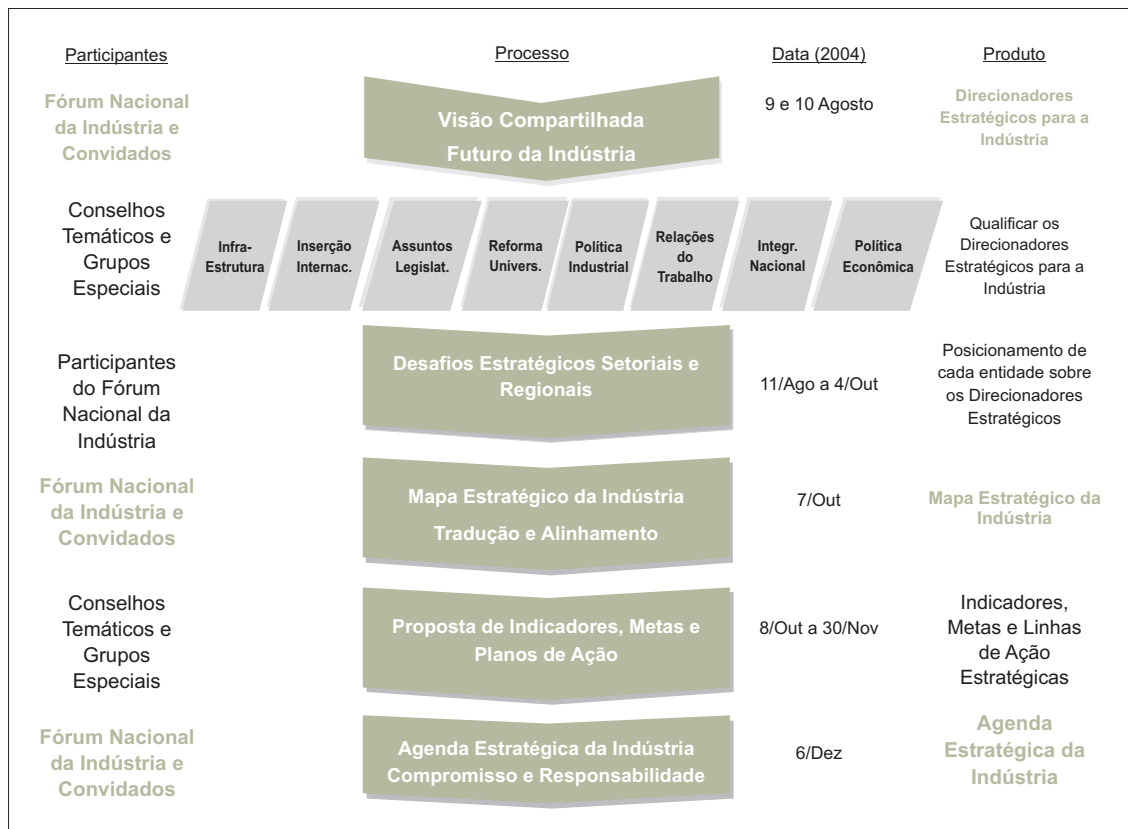 Participantes
Processo
Data (2004)
Produto
Fórum Nacional
da Indústria e
Convidados
Visão Compartilhada
Futuro da Indústria
9 e 10 Agosto
Direcionadores
Estratégicos para a
Indústria
Conselhos
Temáticos e
Grupos
Especiais
Infra-
Estrutura
Inserção
Internac.
Assuntos
Legislat.
Reforma
Univers.
Política
Industrial
Relações
do
Trabalho
Integr.
Nacional
Política
Econômica
Qualificar os
Direcionadores
Estratégicos para a
Indústria
Participantes
do Fórum
Nacional da
Indústria
Desafios Estratégicos Setoriais e
Regionais
11/Ago a 4/Out
Posicionamento de
cada entidade sobre
os Direcionadores
Estratégicos
Fórum Nacional
da Indústria e
Convidados
Mapa Estratégico da Indústria
Tradução e Alinhamento
7/Out
Mapa Estratégico da
Indústria
Conselhos
Temáticos e
Grupos
Especiais
Proposta de Indicadores, Metas e
Planos de Ação
8/Out a 30/Nov
Indicadores,
Metas e Linhas
de Ação
Estratégicas
Fórum Nacional
da Indústria e
Convidados
Agenda Estratégica da Indústria
Compromisso e Responsabilidade
6/Dez
Agenda
Estratégica da
Indústria